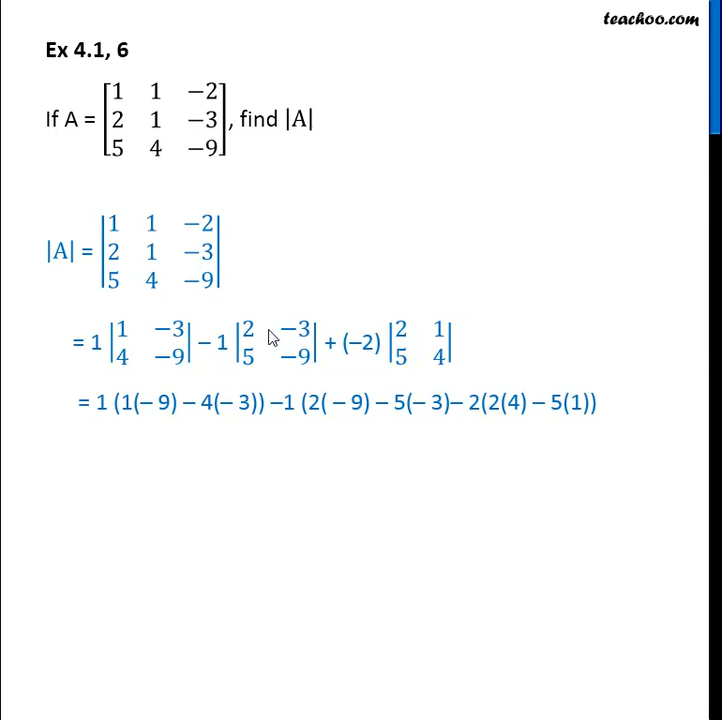 teachoo.com
Ex 4.1, 6
If A = [1 1 −2
2 1 −3
5 4 −9], find |A|
|A| = |1 1 −2
2 1 −3
5 4 −9|
= 1 |1 −3
4 −9| – 1 |2 −3
5 −9| + (–2) |2 1
5 4|
= 1 (1(– 9) – 4(– 3)) –1 (2( – 9) – 5(– 3)– 2(2(4) – 5(1))